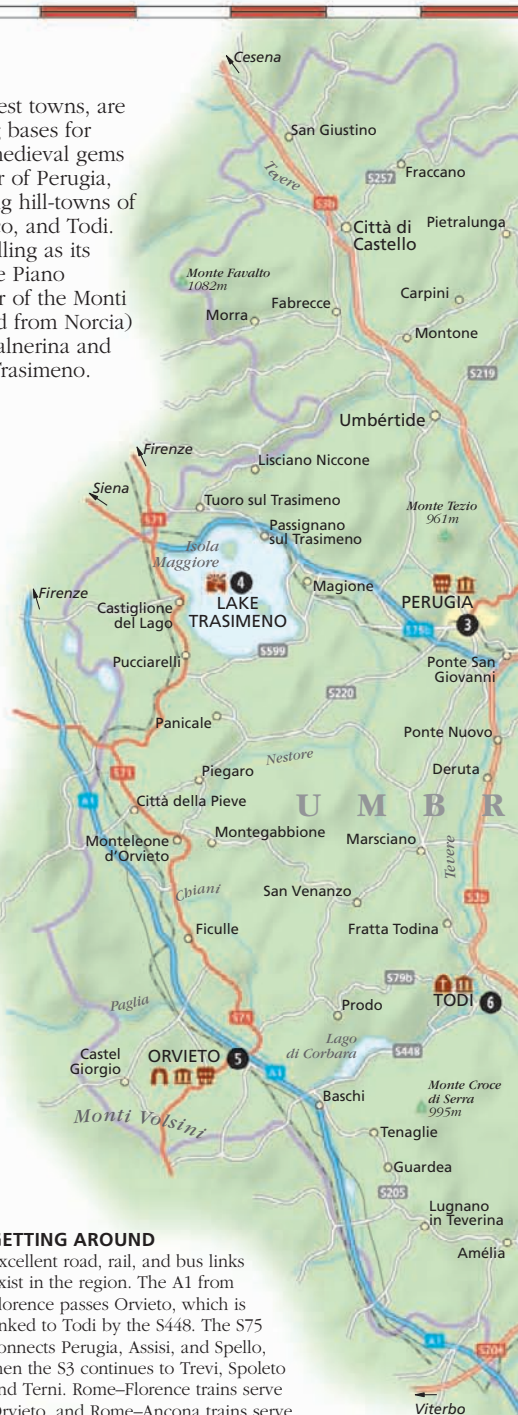 Cesena
est towns, are
g bases for
medieval gems
r of Perugia,
g hill-towns of
co, and Todi.
lling as its
e Piano
r of the Monti
d from Norcia)
alnerina and
Trasimeno.
San Giustino
Tevere
S257
Fraccano
S3b
Città di
Castello
Pietralunga
Monte Favalto
1082m
Fabrecce
Carpini
Morra
Montone
S219
Umbértide
Firenze
Lisciano Niccone
Siena
Tuoro sul Trasimeno
Monte Tezio
961m
S71
Passignano
sul Trasimeno
Isola
Maggiore
4
LAKE
TRASIMENO
Magione
PERUGIA
3
Firenze
Castiglione
del Lago
S75b
S599
Pucciarelli
Ponte San
Giovanni
S220
Panicale
Ponte Nuovo
Nestore
S71
Piegaro
Deruta
A1
Città della Pieve
UMBR
Monteleone
d'Orvieto
Montegabbione
Marsciano
Tevere
Chiani
San Venanzo
S3b
Ficulle
Fratta Todina
S79b
TODI
6
Paglia
Prodo
S71
Lago
di Corbara
S448
Castel
Giorgio
ORVIETO
5
A1
Baschi
Monte Croce
di Serra
995m
Monti Volsini
Tenaglie
Guardea
S205
Lugnano
in Teverina
Amélia
GETTING AROUND
xcellent road, rail, and bus links
xist in the region. The A1 from
lorence passes Orvieto, which is
nked to Todi by the S448. The S75
onnects Perugia, Assisi, and Spello,
hen the S3 continues to Trevi, Spoleto
nd Terni. Rome–Florence trains serve
Orvieto, and Rome–Ancona trains serve
A1
S204
Viterbo